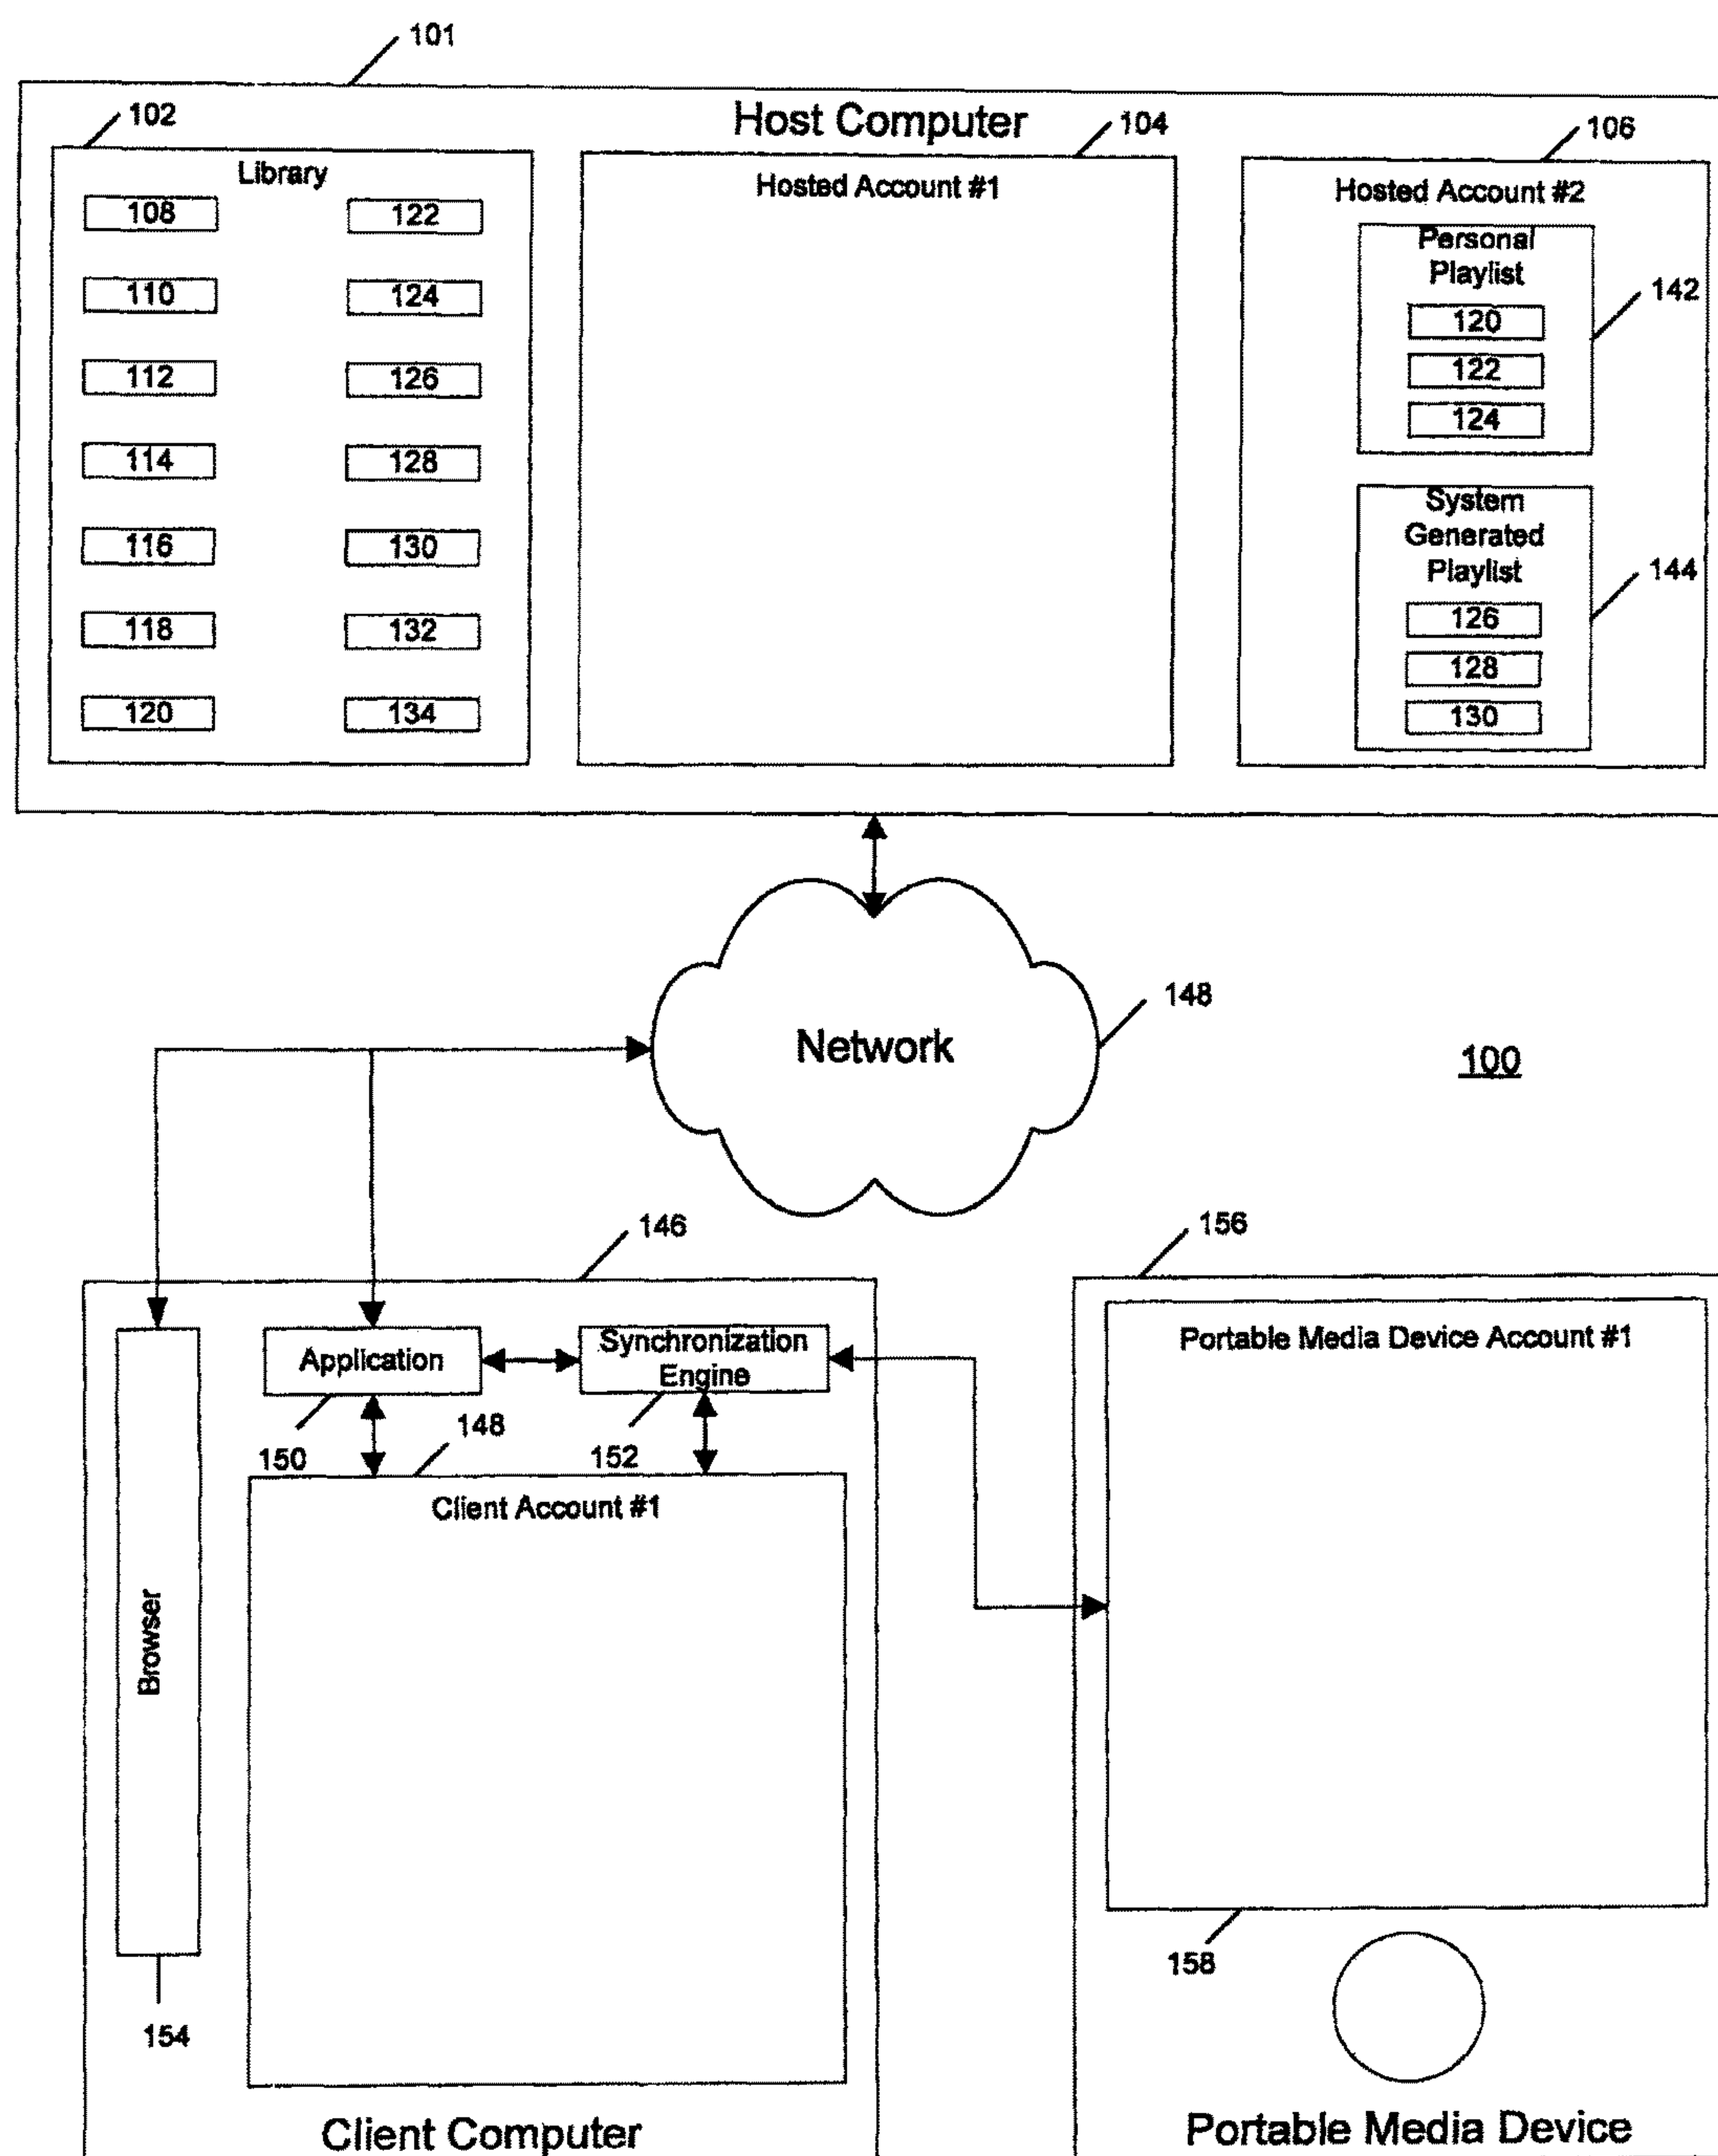 101
Host Computer
102
104
106
Library
108
122
110
124
112
126
114
128
116
130
118
132
120
134
Hosted Account #1
Hosted Account #2
Personal
Playlist
120
122
124
142
System
Generated
Playlist
126
128
130
144
Network
148
100
146
156
Application
Synchronization
Engine
150
148
152
Client Account #1
Browser
154
Client Computer
Portable Media Device Account #1
158
Portable Media Device